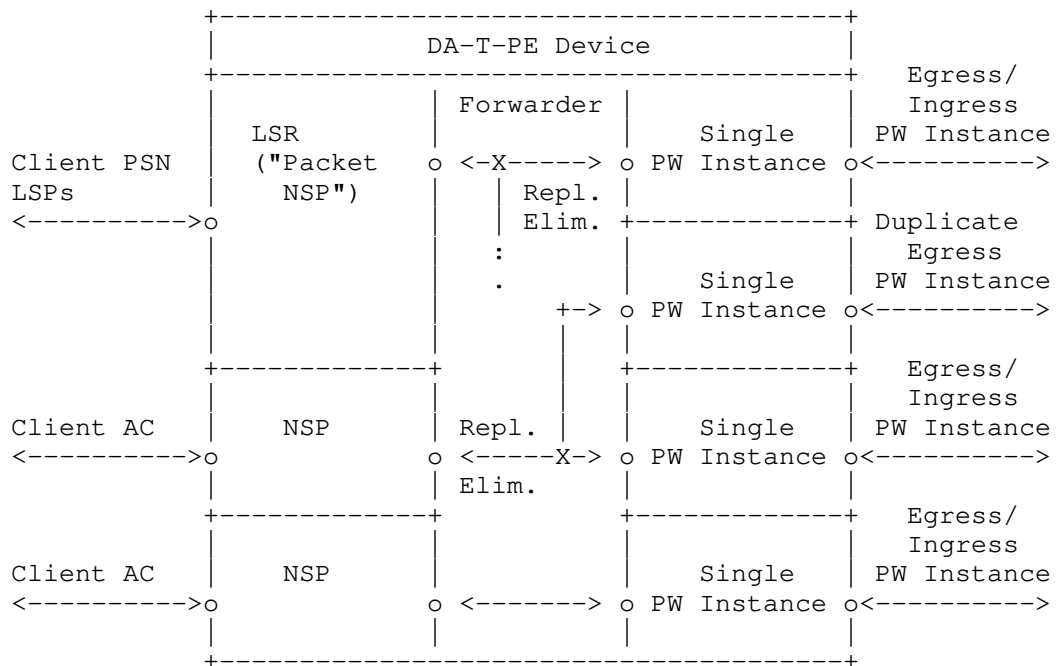 DA-T-PE Device
Egress/
Forwarder Ingress
LSR Single PW Instance
Client PSN ("Packet o <-X-----> o PW Instance o<---------->
LSPs NSP") Repl.
<---------->o Elim. Duplicate
: Egress
. Single PW Instance
+-> o PW Instance o<---------->
Egress/
Ingress
Client AC NSP Repl. Single PW Instance
<---------->o o <-----X-> o PW Instance o<---------->
Elim.
Egress/
Ingress
Client AC NSP Single PW Instance
<---------->o o <-------> o PW Instance o<---------->